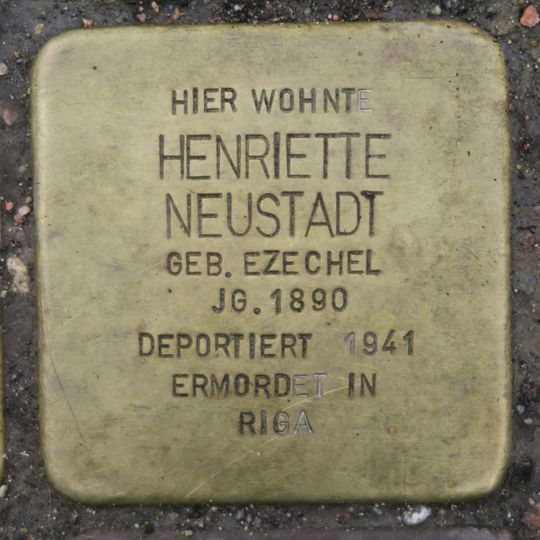 HIER WOHNTE
HENRIETTE
NEUSTADT
GEB. EZECHEL
JG. 1890
DEPORTIERT 1941
ERMORDET IN
RIGA